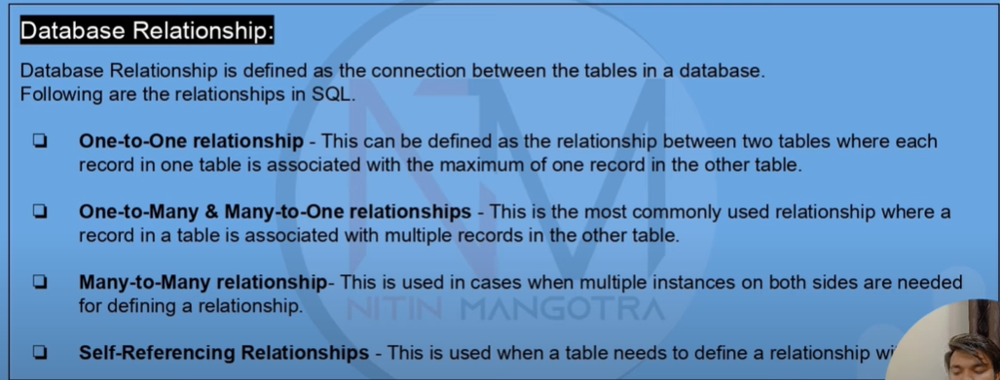 Database Relationship:
Database Relationship is defined as the connection between the tables in a database.
Following are the relationships in SQL.
❏ One-to-One relationship - This can be defined as the relationship between two tables where each
record in one table is associated with the maximum of one record in the other table.
❏ One-to-Many & Many-to-One relationships - This is the most commonly used relationship where a
record in a table is associated with multiple records in the other table.
❏ Many-to-Many relationship- This is used in cases when multiple instances on both sides are needed
for defining a relationship.
NITIN MANGOTRA
❏ Self-Referencing Relationships - This is used when a table needs to define a relationship